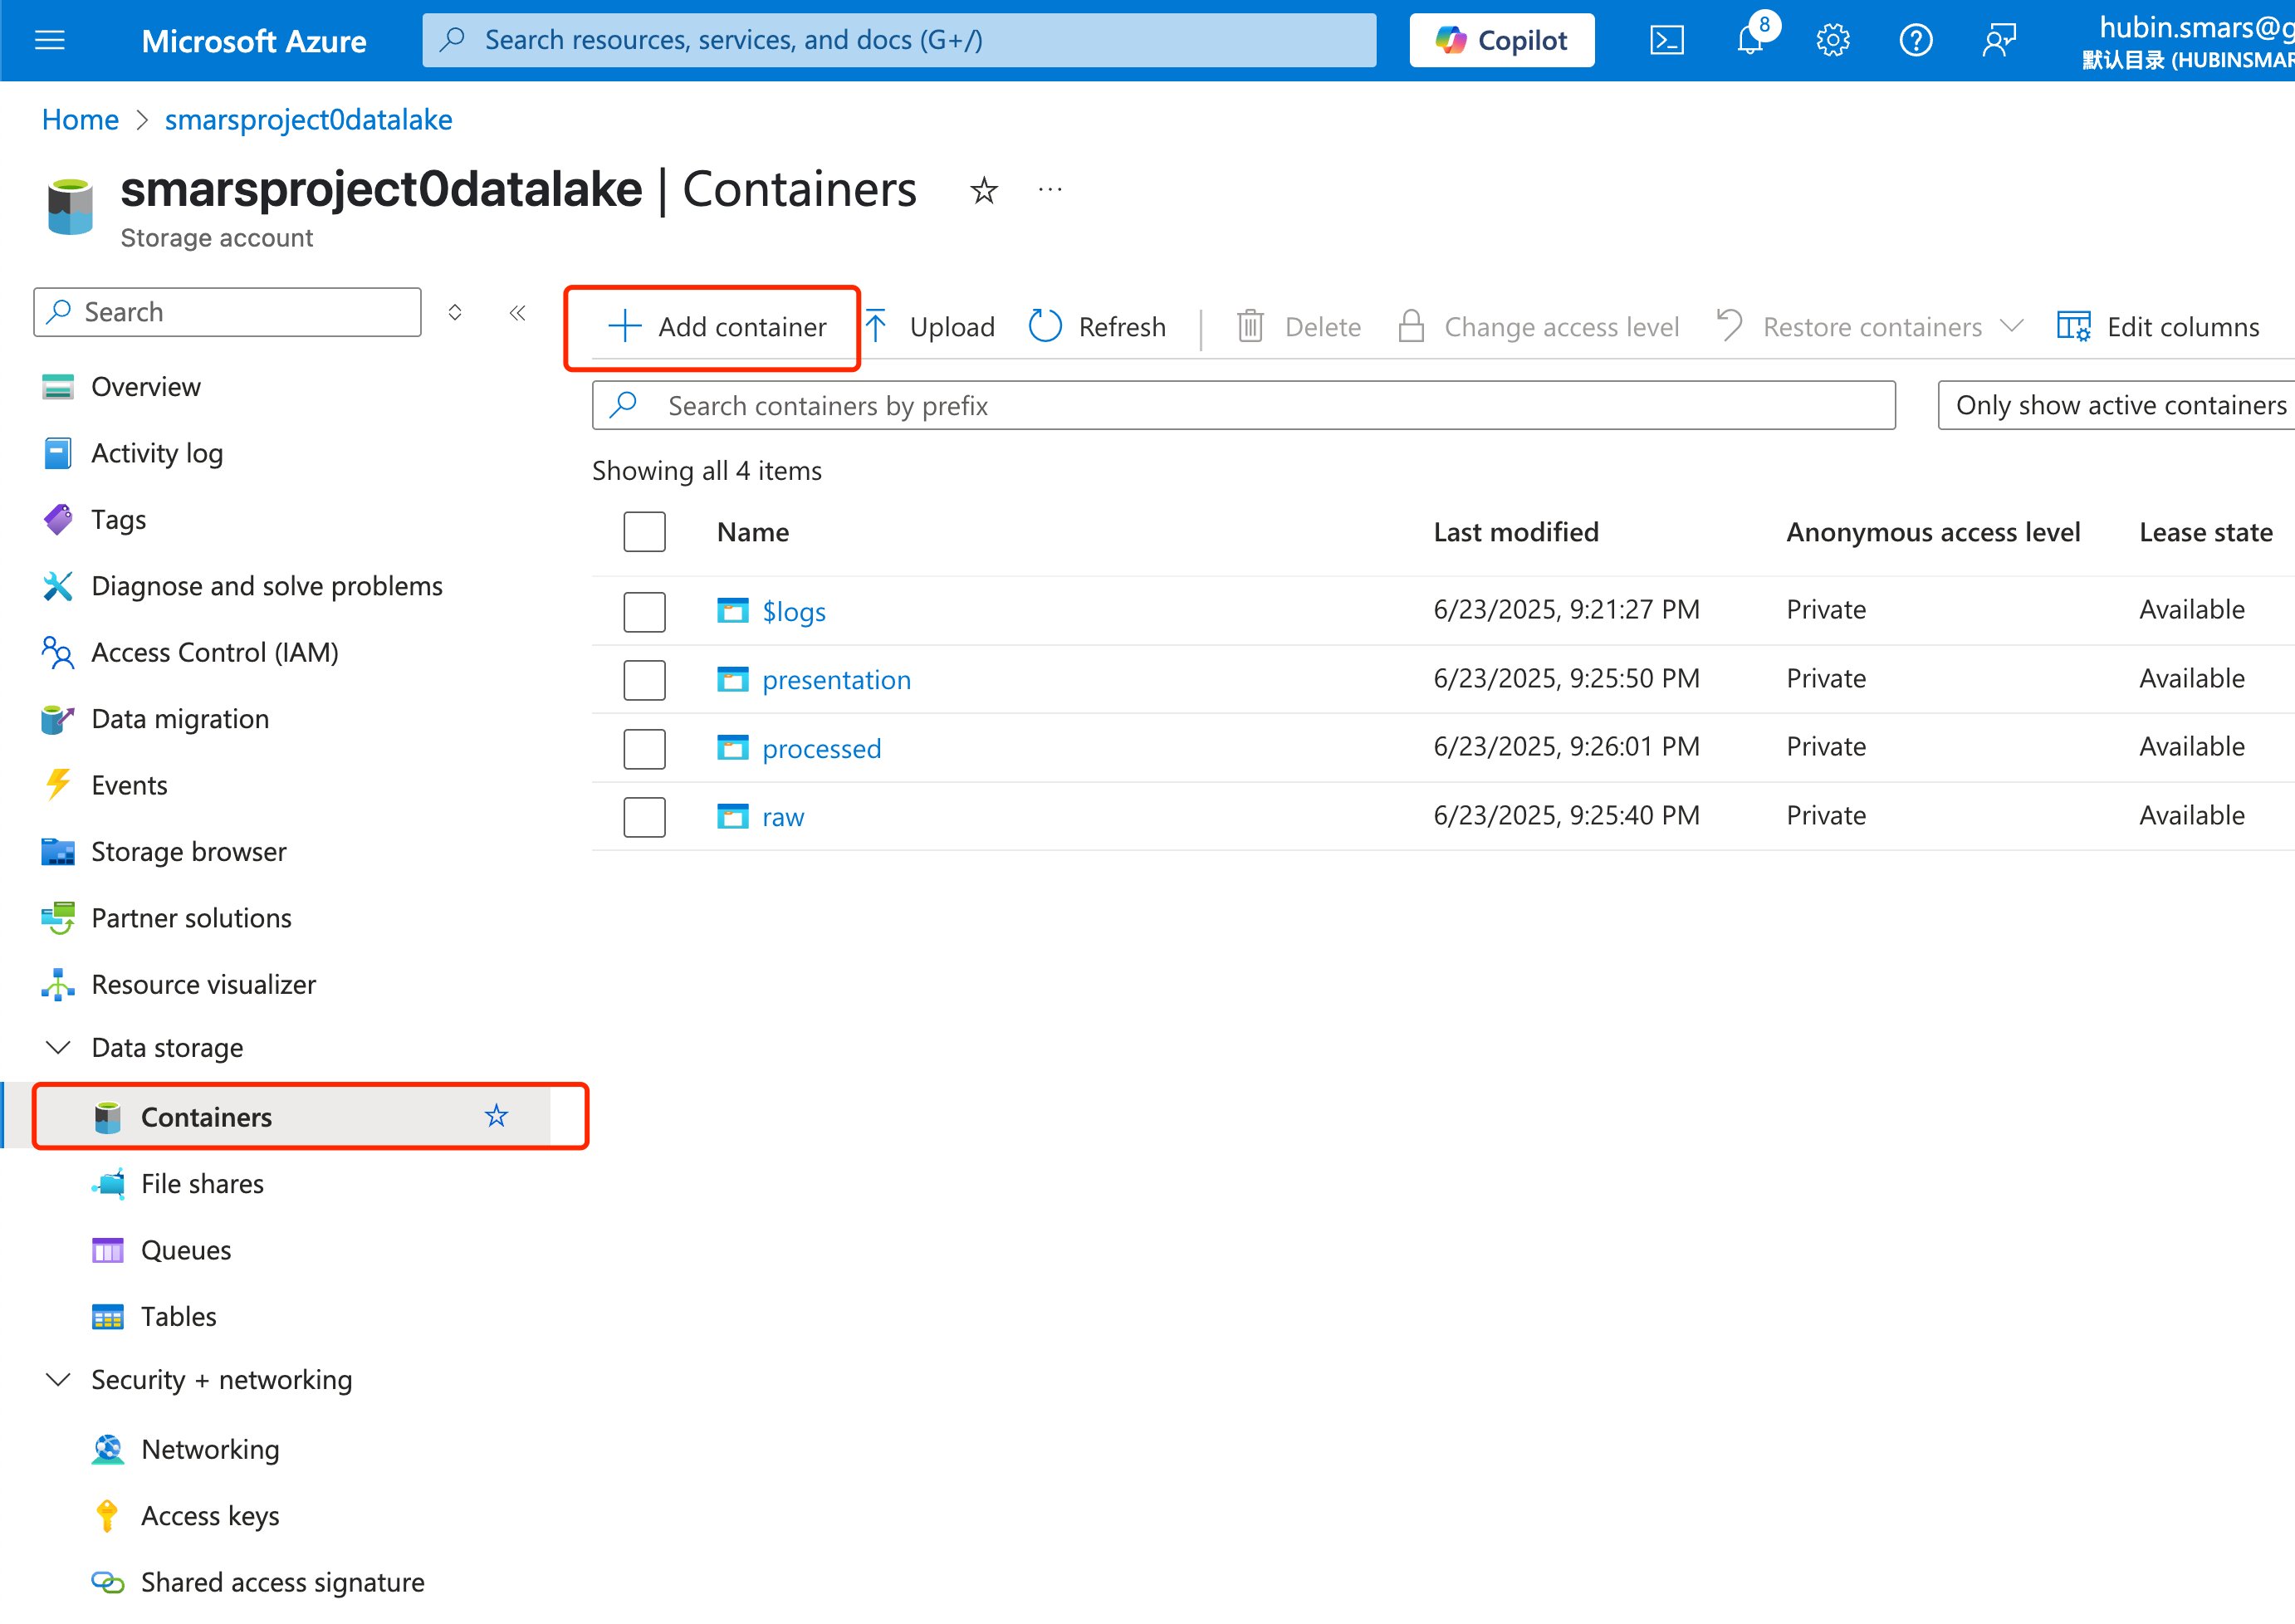 Microsoft Azure
Search resources, services, and docs (G+/)
Copilot
8
hubin.smars@g
默认目录 (HUBINSMAR
Home > smarsproject0datalake
smarsproject0datalake | Containers
Storage account
Search
Add container
Upload
Refresh
Delete
Change access level
Restore containers
Edit columns
Search containers by prefix
Only show active containers
Showing all 4 items
Name Last modified Anonymous access level Lease state
$logs 6/23/2025, 9:21:27 PM Private Available
presentation 6/23/2025, 9:25:50 PM Private Available
processed 6/23/2025, 9:26:01 PM Private Available
raw 6/23/2025, 9:25:40 PM Private Available
Overview
Activity log
Tags
Diagnose and solve problems
Access Control (IAM)
Data migration
Events
Storage browser
Partner solutions
Resource visualizer
Data storage
Containers
File shares
Queues
Tables
Security + networking
Networking
Access keys
Shared access signature